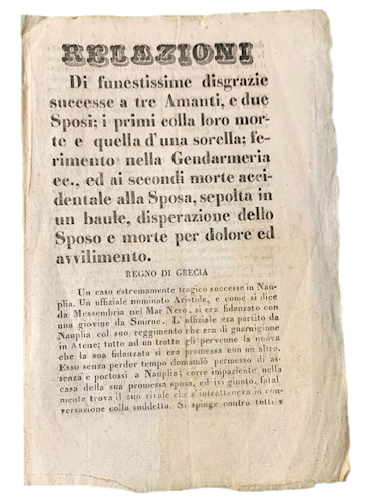 RELAZIONI
Di funestissime disgrazie
successe a tre Amanti, e due
Sposi; i primi colla loro mor-
te e quella d'una sorella; fe-
rimento nella Gendarmeria
ec., ed ai secondi morte acci-
dentale alla Sposa, sepolta in
un baule, disperazione dello
Sposo e morte per dolore ed
avvilimento.
REGNO DI GRECIA
Un caso estremamente tragico successe in Nau-
plia. Un uffiziale nominato Aristide, e come si dice
da Messembria nel Mar Nero, si era fidanzato con
una giovine da Smirne. L'uffiziale era partito da
Nauplia col suo reggimento che era di guarnigione
in Atene; tutto ad un tratto gli pervenne la nuova
che la sua fidanzata si era promessa con un altro.
Esso senza perder tempo domandò permesso di as-
senza e portossi a Nauplia; corre impaziente nella
casa della sua promessa sposa, ed ivi giunto, fatal
mente trova il suo rivale che s'intratteneva in con-
versazione colla suddetta. Si spinge contro tutti e